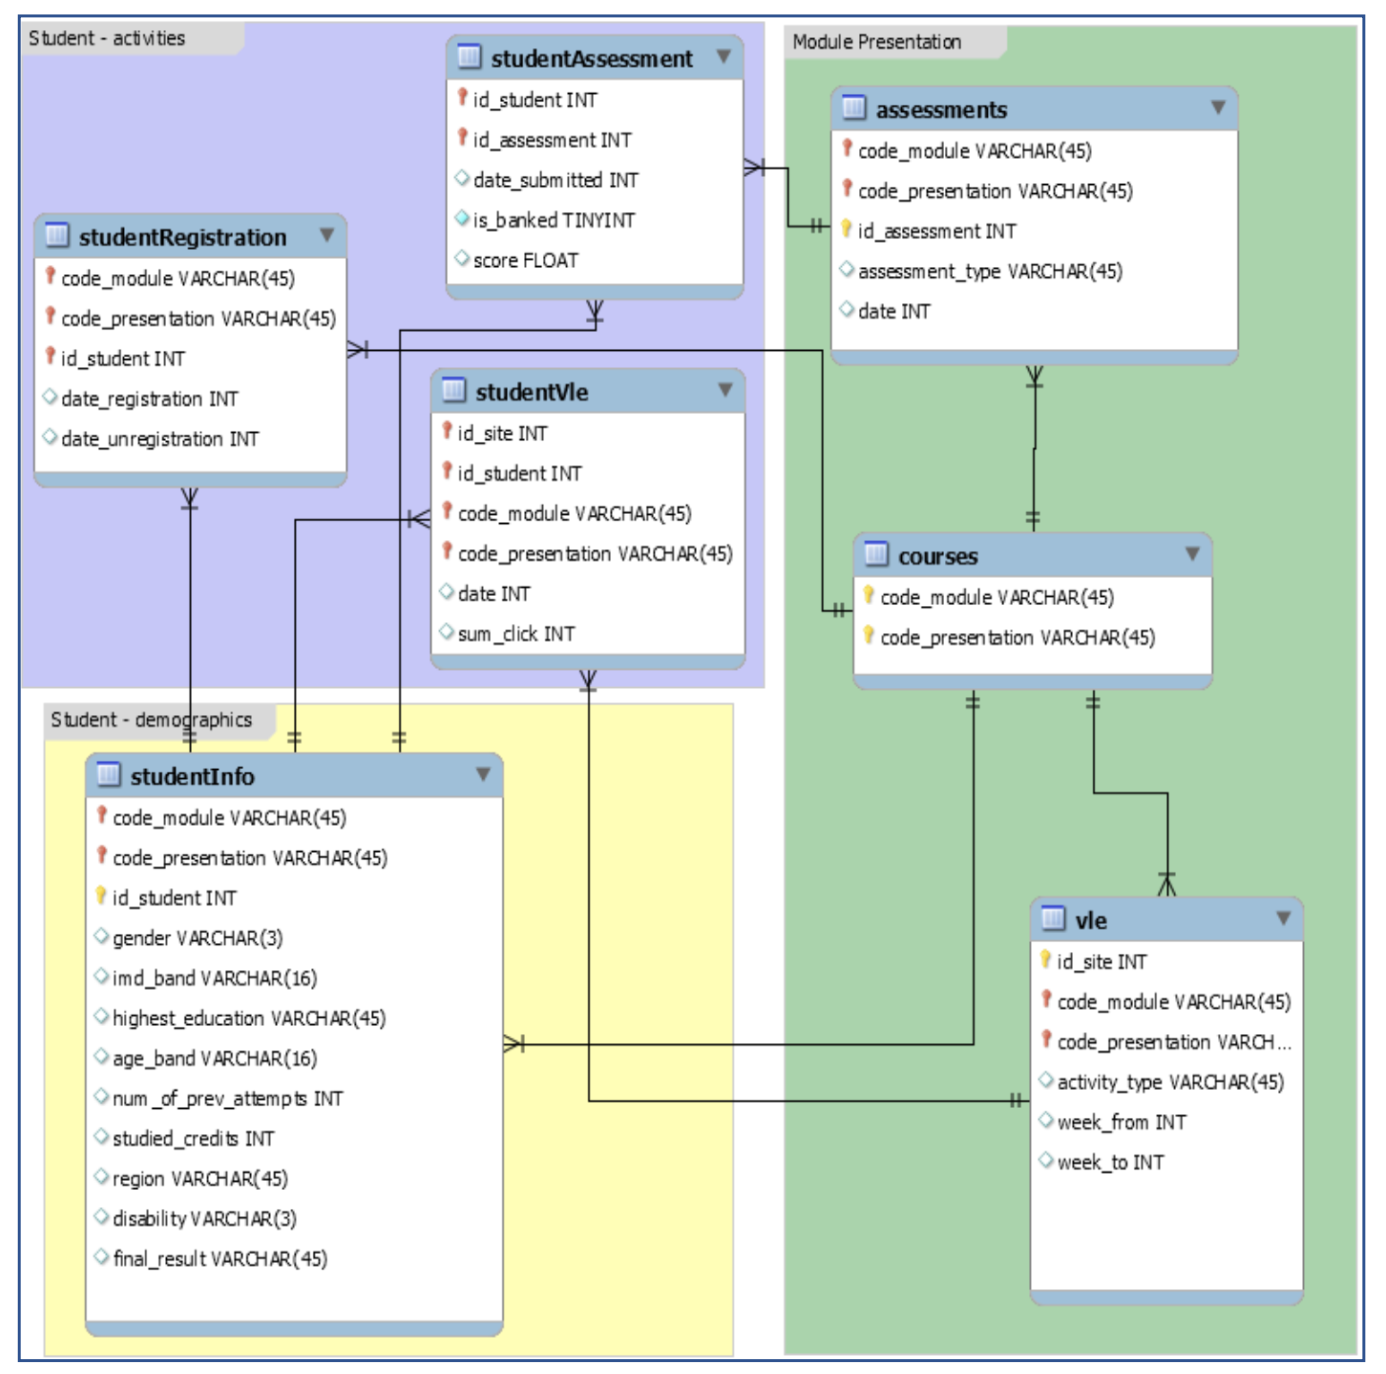 Student - activities
studentAssessment
id_student INT
id_assessment INT
date_submitted INT
is_banked TINYINT
score FLOAT
studentRegistration
code_module VARCHAR(45)
code_presentation VARCHAR(45)
id_student INT
date_registration INT
date_unregistration INT
studentVle
id_site INT
id_student INT
code_module VARCHAR(45)
code_presentation VARCHAR(45)
date INT
sum_click INT
Student - demographics
studentInfo
code_module VARCHAR(45)
code_presentation VARCHAR(45)
id_student INT
gender VARCHAR(3)
imd_band VARCHAR(16)
highest_education VARCHAR(45)
age_band VARCHAR(16)
num_of_prev_attempts INT
studied_credits INT
region VARCHAR(45)
disability VARCHAR(3)
final_result VARCHAR(45)
Module Presentation
assessments
code_module VARCHAR(45)
code_presentation VARCHAR(45)
id_assessment INT
assessment_type VARCHAR(45)
date INT
courses
code_module VARCHAR(45)
code_presentation VARCHAR(45)
vle
id_site INT
code_module VARCHAR(45)
code_presentation VARCH...
activity_type VARCHAR(45)
week_from INT
week_to INT